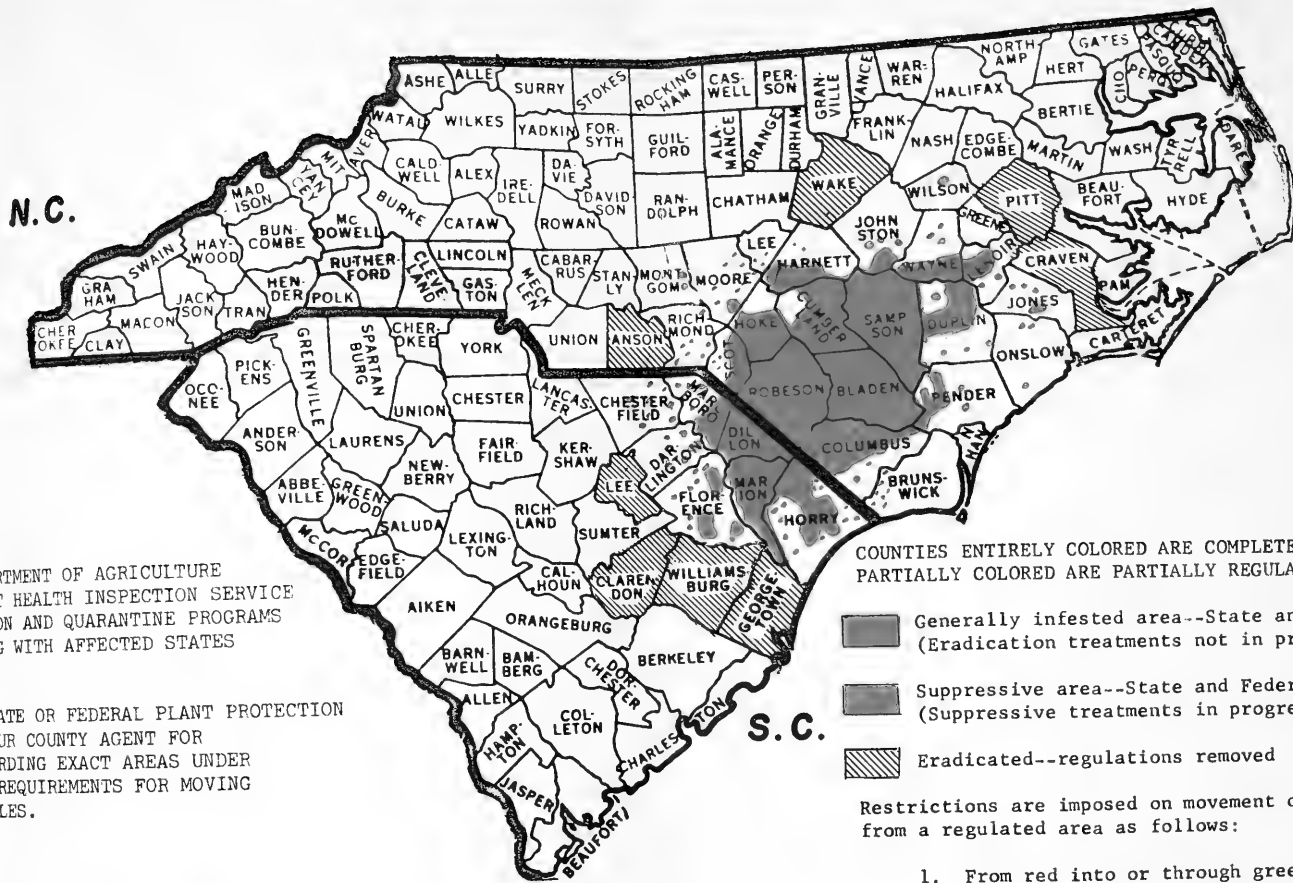 N.C.
ASHE
ALLE
SURRY
STOKES
ROCKING
HAM
CAS-
WELL
PER-
SON
GRAN-
VILLE
VANCE
WAR-
REN
NORTH
AMP
HALIFAX
HERT
GATES
CAMDEN
PERQ
CHO
BERTIE
WATAU
WILKES
YADKIN
FOR-
SYTH
GUIL-
FORD
ALA-
MANCE
ORANGE
DURHAM
FRANK-
LIN
NASH
EDGE-
COMBE
MARTIN
WASH
TYR
RELL
DARE
MIT
AVER
YAN
CEY
MAD
ISON
CALD-
WELL
ALEX
IRE-
DELL
DA-
VIE
DAVID-
SON
RAN-
DOLPH
CHATHAM
WAKE
WILSON
PITT
BEAU-
FORT
HYDE
BURKE
CATAW
ROWAN
JOHN
STON
GREENE
LENOIR
CRAVEN
PAM
BUN-
COMBE
MC
DOWELL
HAY-
WOOD
SWAIN
GRA
HAM
RUTHER-
FORD
CLEVE-
LAND
LINCOLN
GAS-
TON
MECK
LEN
CABAR-
RUS
STAN-
LY
MONT
GOM
MOORE
LEE
HARNETT
WAYNE
JONES
CARTERET
CHER
OKEE
CLAY
MACON
JACK
SON
TRAN
HEN-
DER
POLK
UNION
ANSON
RICH
MOND
SCOT
HOKE
CUMBER
LAND
SAMP
SON
DUPLIN
ONSLOW
ROBESON
BLADEN
PENDER
COLUMBUS
BRUNS-
WICK
N
HAN
OCO-
NEE
PICK-
ENS
GREENVILLE
SPARTAN
BURG
CHER-
OKEE
YORK
UNION
CHESTER
LANCAS-
TER
CHESTER
FIELD
MARL
BORO
DIL
LON
ANDER-
SON
LAURENS
FAIR-
FIELD
KER-
SHAW
DAR-
LINGTON
MAR
ION
ABBE-
VILLE
GREEN-
WOOD
NEW-
BERRY
LEE
FLOR-
ENCE
HORRY
MCCOR
SALUDA
EDGE-
FIELD
LEXING-
TON
RICH-
LAND
SUMTER
CAL-
HOUN
CLAREN
DON
WILLIAMS
BURG
GEORGE-
TOWN
AIKEN
ORANGEBURG
BERKELEY
BARN-
WELL
BAM-
BERG
DOR-
CHESTER
ALLEN
HAMP-
TON
COL-
LETON
CHARLES
TON
JASPER
BEAUFORT
S.C.
RTMENT OF AGRICULTURE
T HEALTH INSPECTION SERVICE
ON AND QUARANTINE PROGRAMS
G WITH AFFECTED STATES
ATE OR FEDERAL PLANT PROTECTION
UR COUNTY AGENT FOR
RDING EXACT AREAS UNDER
REQUIREMENTS FOR MOVING
LES.
COUNTIES ENTIRELY COLORED ARE COMPLETE
PARTIALLY COLORED ARE PARTIALLY REGULA
Generally infested area--State an
(Eradication treatments not in pr
Suppressive area--State and Feder
(Suppressive treatments in progre
Eradicated--regulations removed
Restrictions are imposed on movement o
from a regulated area as follows:
1. From red into or through gree